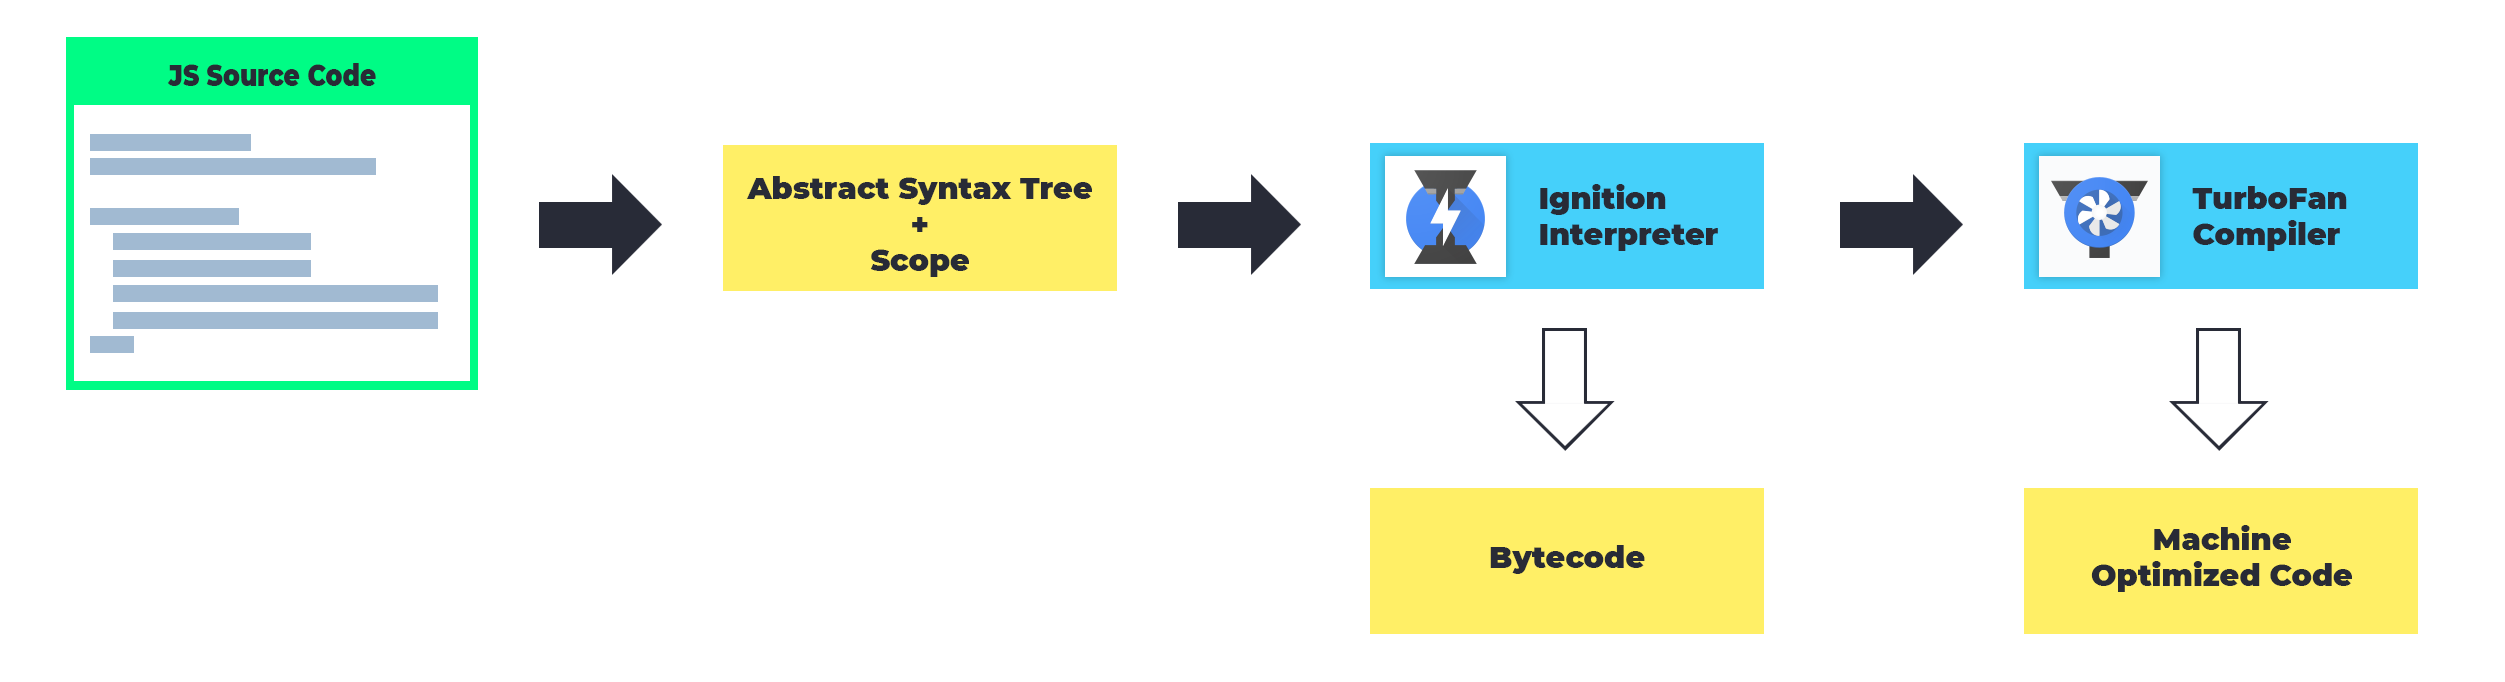 JS Source Code
Abstract Syntax Tree
+
Scope
Ignition
Interpreter
TurboFan
Compiler
Bytecode
Machine
Optimized Code